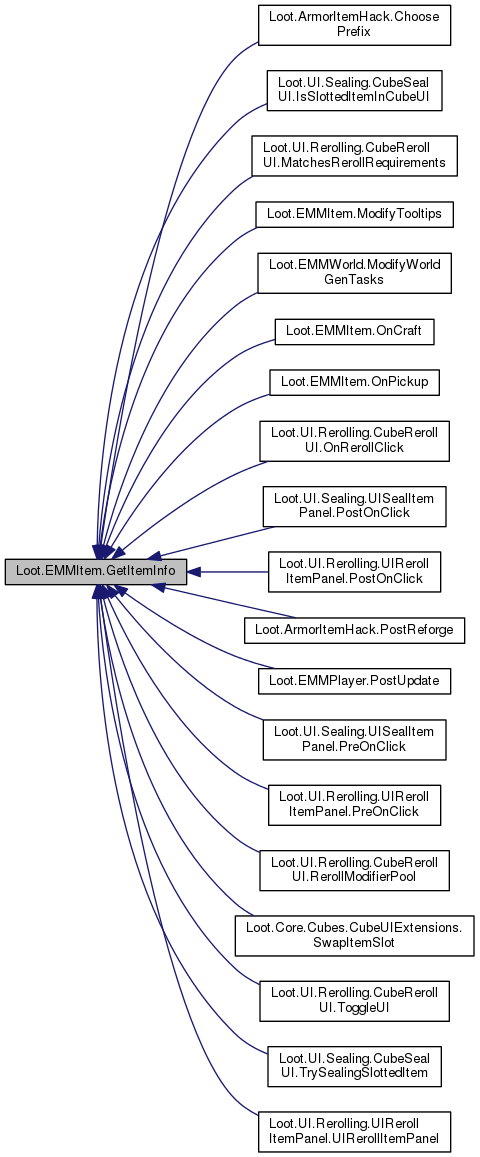 Loot.ArmorItemHack.Choose
Prefix
Loot.UI.Sealing.CubeSeal
UI.IsSlottedItemInCubeUI
Loot.UI.Rerolling.CubeReroll
UI.MatchesRerollRequirements
Loot.EMMItem.ModifyTooltips
Loot.EMMWorld.ModifyWorld
GenTasks
Loot.EMMItem.OnCraft
Loot.EMMItem.OnPickup
Loot.UI.Rerolling.CubeReroll
UI.OnRerollClick
Loot.UI.Sealing.UISealItem
Panel.PostOnClick
Loot.EMMItem.GetItemInfo
Loot.UI.Rerolling.UIReroll
ItemPanel.PostOnClick
Loot.ArmorItemHack.PostReforge
Loot.EMMPlayer.PostUpdate
Loot.UI.Sealing.UISealItem
Panel.PreOnClick
Loot.UI.Rerolling.UIReroll
ItemPanel.PreOnClick
Loot.UI.Rerolling.CubeReroll
UI.RerollModifierPool
Loot.Core.Cubes.CubeUIExtensions.
SwapItemSlot
Loot.UI.Rerolling.CubeReroll
UI.ToggleUI
Loot.UI.Sealing.CubeSeal
UI.TrySealingSlottedItem
Loot.UI.Rerolling.UIReroll
ItemPanel.UIRerollItemPanel